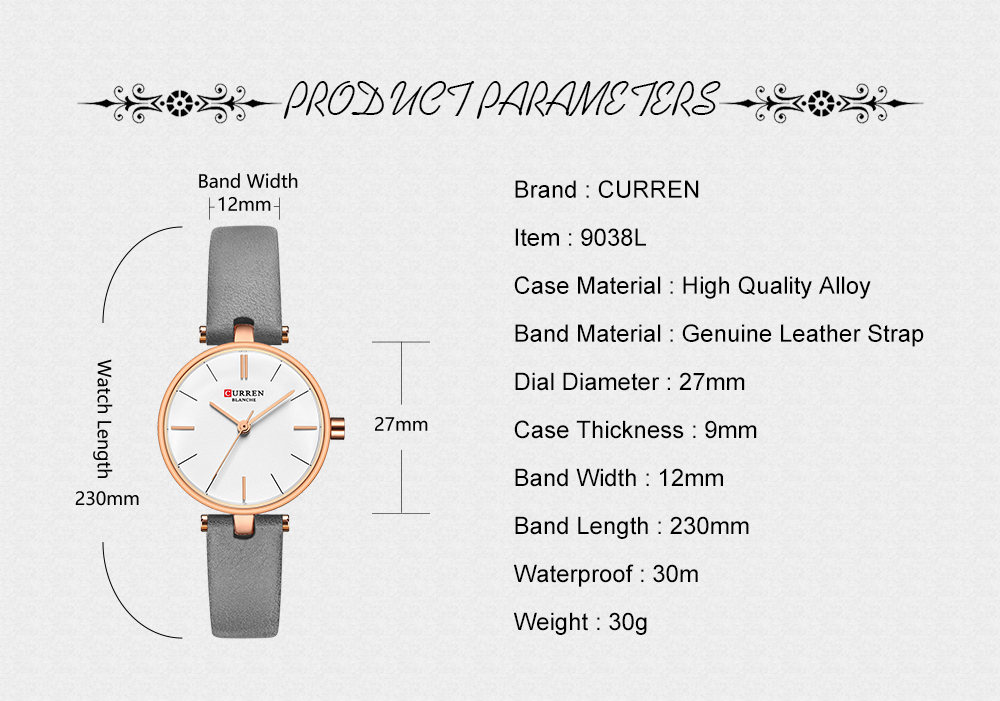 PRODUCT PARAMETERS
Band Width
12mm
Watch Length
230mm
CURREN
BLANCHE
27mm
Brand : CURREN
Item : 9038L
Case Material : High Quality Alloy
Band Material : Genuine Leather Strap
Dial Diameter : 27mm
Case Thickness : 9mm
Band Width : 12mm
Band Length : 230mm
Waterproof : 30m
Weight : 30g